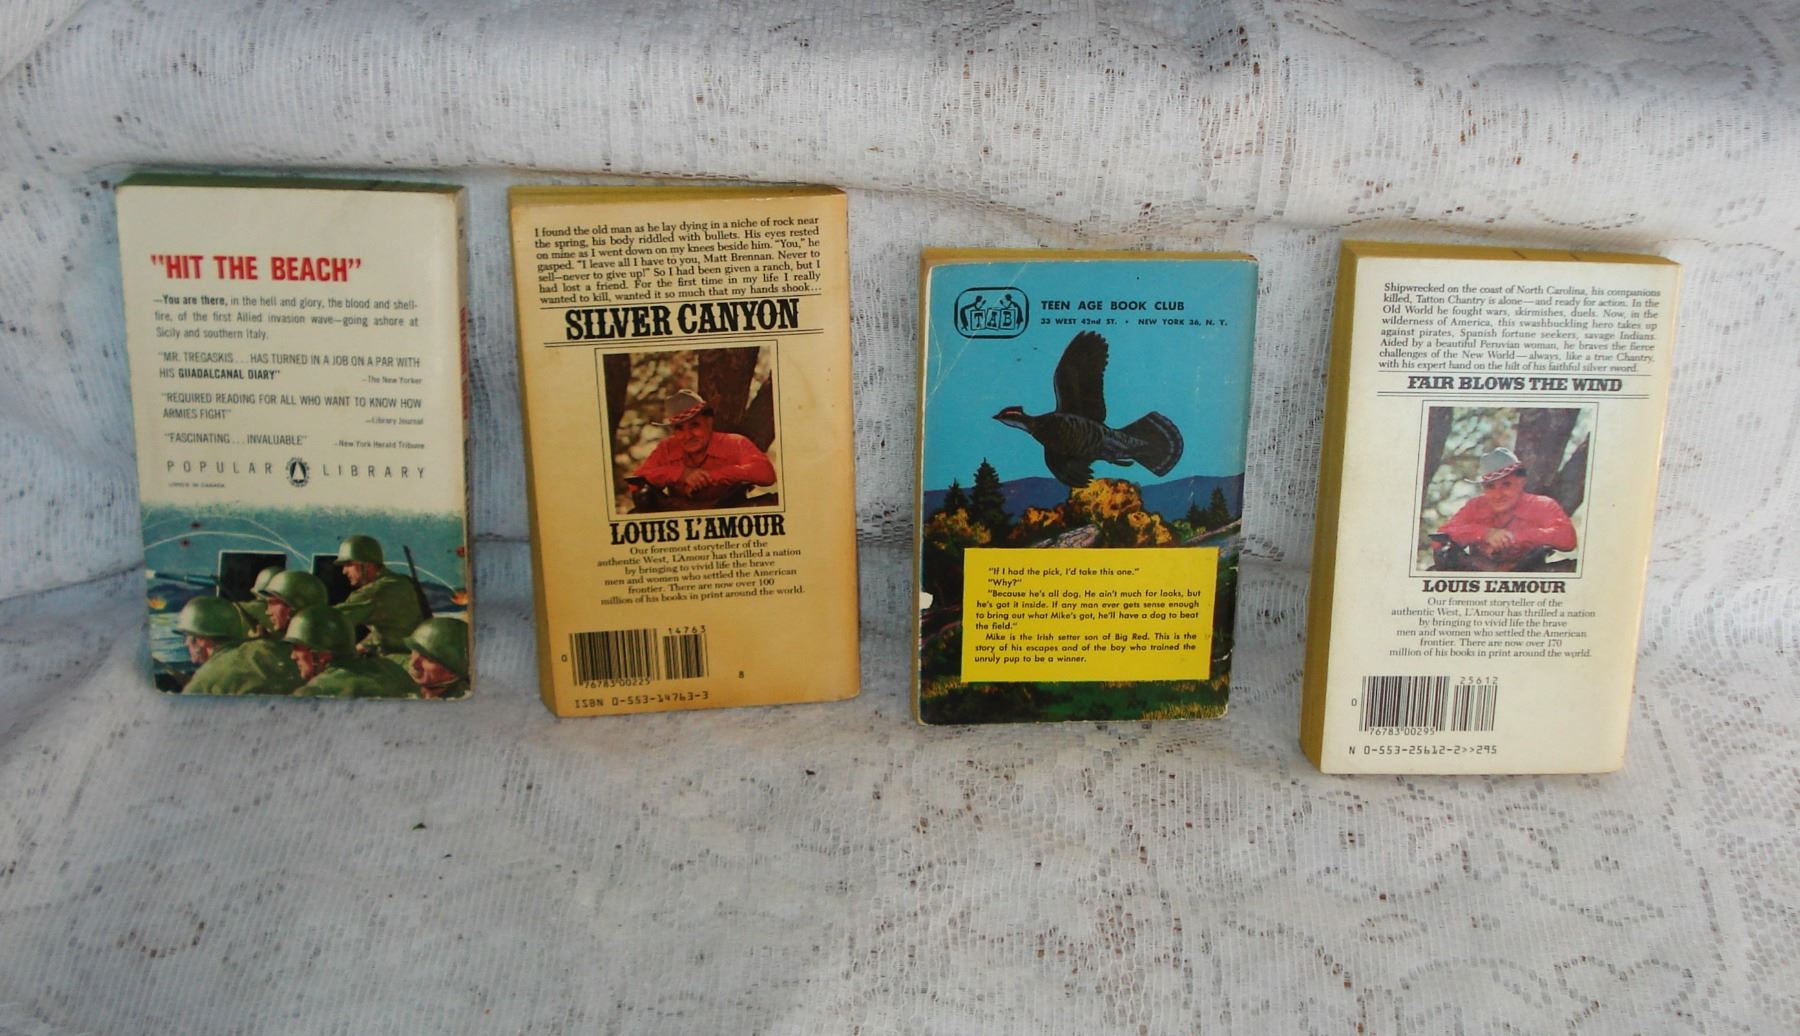 "HIT THE BEACH"
—You are there, in the hell and glory, the blood and shell-
fire, of the first Allied invasion wave—going ashore at
Sicily and southern Italy.
"MR. TREGASKIS...HAS TURNED IN A JOB ON A PAR WITH
HIS GUADALCANAL DIARY"
—The New Yorker
"REQUIRED READING FOR ALL WHO WANT TO KNOW HOW
ARMIES FIGHT"
—Library Journal
"FASCINATING...INVALUABLE"
—New York Herald Tribune
POPULAR LIBRARY
IN CANADA
I found the old man as he lay dying in a niche of rock near
the spring, his body riddled with bullets. His eyes rested
on mine as I went down on my knees beside him. "You," he
gasped. "I leave all I have to you, Matt Brennan. Never to
sell—never to give up!" So I had been given a ranch, but I
had lost a friend. For the first time in my life I really
wanted to kill, wanted it so much that my hands shook...
SILVER CANYON
LOUIS L'AMOUR
Our foremost storyteller of the
authentic West, L'Amour has thrilled a nation
by bringing to vivid life the brave
men and women who settled the American
frontier. There are now over 100
million of his books in print around the world.
14763
0
76783 00225
8
ISBN 0-553-14763-3
TAB
TEEN AGE BOOK CLUB
33 WEST 42nd ST. • NEW YORK 36, N. Y.
"If I had the pick, I'd take this one."
"Why?"
"Because he's all dog. He ain't much for looks, but
he's got it inside. If any man ever gets sense enough
to bring out what Mike's got, he'll have a dog to beat
the field."
Mike is the Irish setter son of Big Red. This is the
story of his escapes and of the boy who trained the
unruly pup to be a winner.
Shipwrecked on the coast of North Carolina, his companions
killed, Tatton Chantry is alone—and ready for action. In the
Old World he fought wars, skirmishes, duels. Now, in the
wilderness of America, this swashbuckling hero takes up
against pirates, Spanish fortune seekers, savage Indians.
Aided by a beautiful Peruvian woman, he braves the fierce
challenges of the New World—always, like a true Chantry,
with his expert hand on the hilt of his faithful silver sword.
FAIR BLOWS THE WIND
LOUIS L'AMOUR
Our foremost storyteller of the
authentic West, L'Amour has thrilled a nation
by bringing to vivid life the brave
men and women who settled the American
frontier. There are now over 170
million of his books in print around the world.
25612
0
76783 00295
N 0-553-25612-2>>295